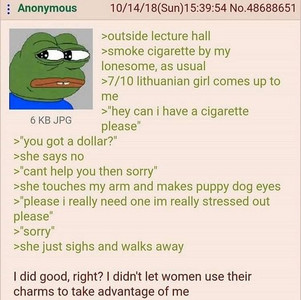 Anonymous 10/14/18(Sun)15:39:54 No.48688651
>outside lecture hall
>smoke cigarette by my
lonesome, as usual
>7/10 lithuanian girl comes up to
me
>"hey can i have a cigarette
please"
6 KB JPG
>"you got a dollar?"
>she says no
>"cant help you then sorry"
>she touches my arm and makes puppy dog eyes
>"please i really need one im really stressed out
please"
>"sorry"
>she just sighs and walks away
I did good, right? I didn't let women use their
charms to take advantage of me